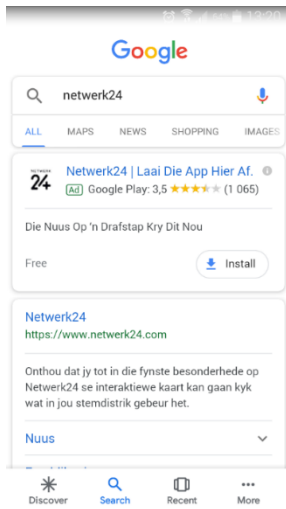 13:20
Google
netwerk24
ALL MAPS NEWS SHOPPING IMAGES
NETWERK
24
Netwerk24 | Laai Die App Hier Af.
Ad Google Play: 3,5 (1 065)
Die Nuus Op 'n Drafstap Kry Dit Nou
Free Install
Netwerk24
https://www.netwerk24.com
Onthou dat jy tot in die fynste besonderhede op
Netwerk24 se interaktiewe kaart kan gaan kyk
wat in jou stemdistrik gebeur het.
Nuus
Discover Search Recent More